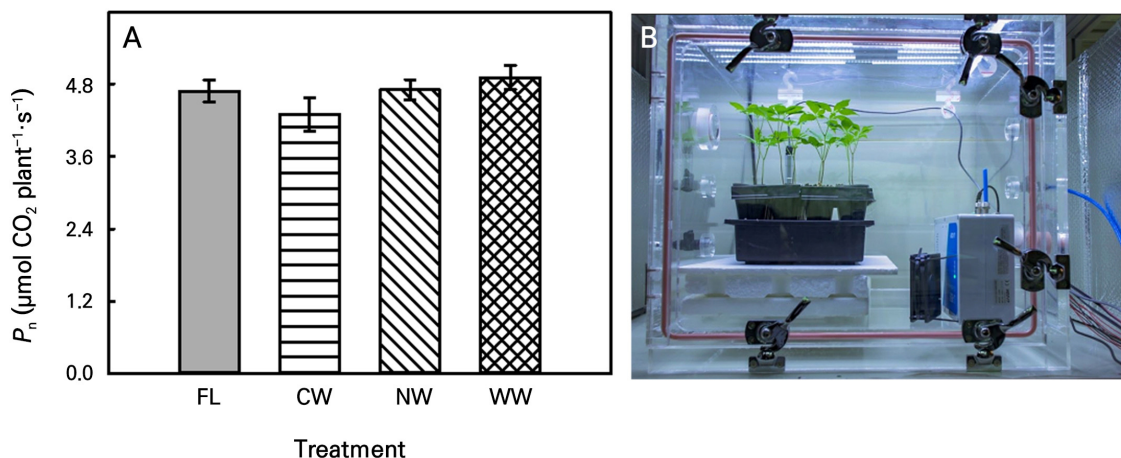 A
B
Pn (μmol CO2 plant−1·s−1)
4.8
3.6
2.4
1.2
0.0
FL CW NW WW
Treatment